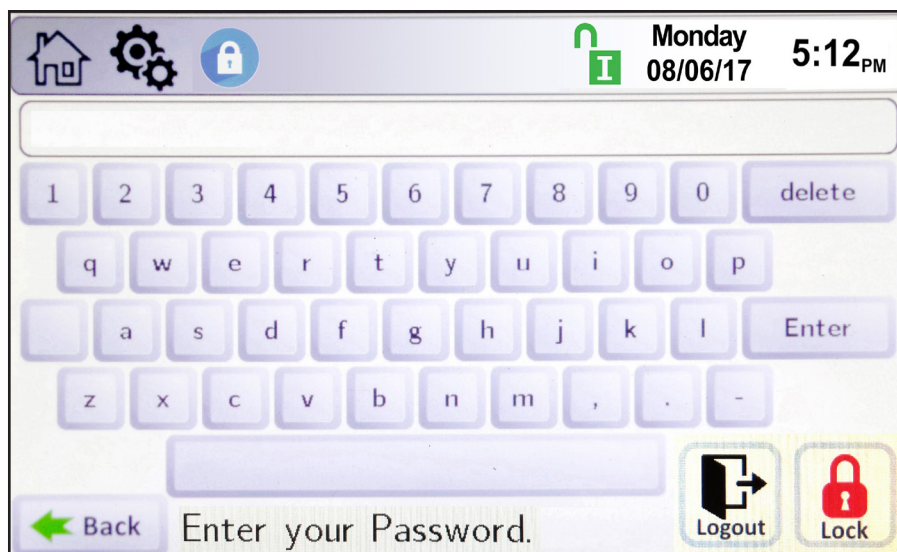 I
Monday
08/06/17
5:12PM
1 2 3 4 5 6 7 8 9 0 delete
q w e r t y u i o p
a s d f g h j k l Enter
z x c v b n m , . -
Back
Enter your Password.
Logout
Lock